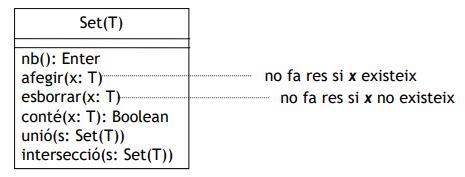 Set(T)
nb(): Enter
afegir(x: T) no fa res si x existeix
esborrar(x: T) no fa res si x no existeix
conté(x: T): Boolean
unió(s: Set(T))
intersecció(s: Set(T))